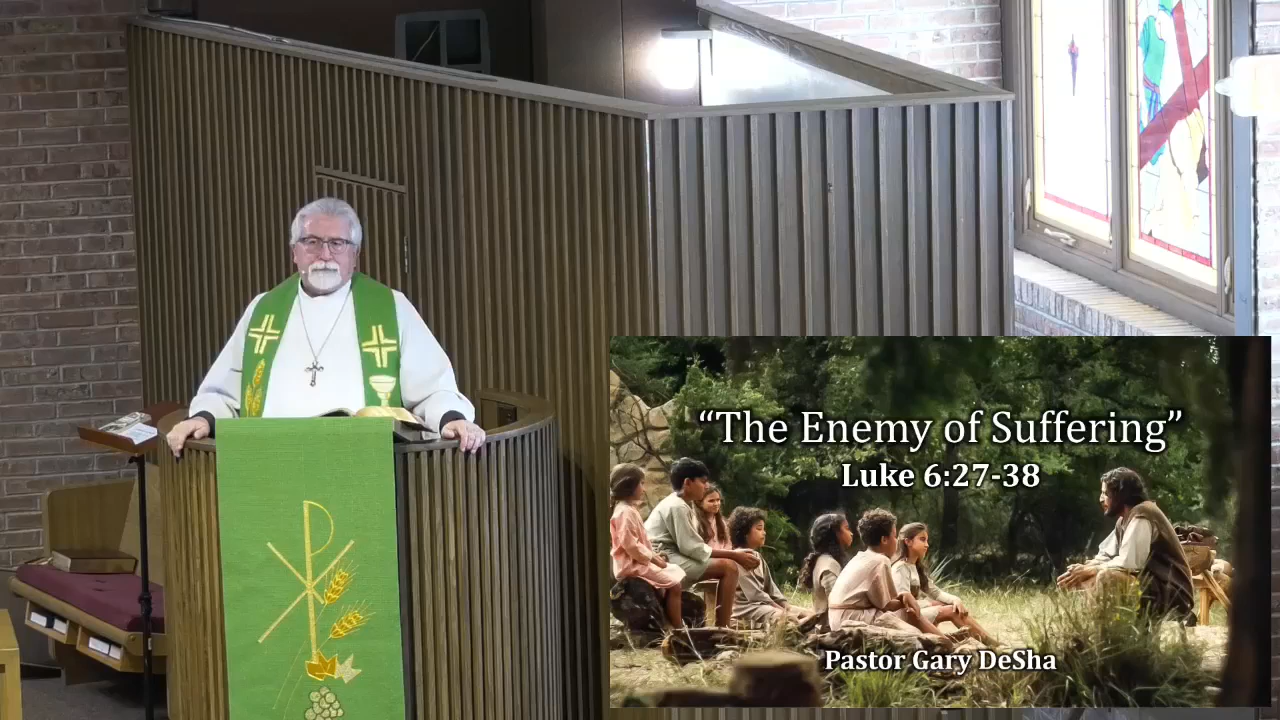 “The Enemy of Suffering”
Luke 6:27-38
Pastor Gary DeSha